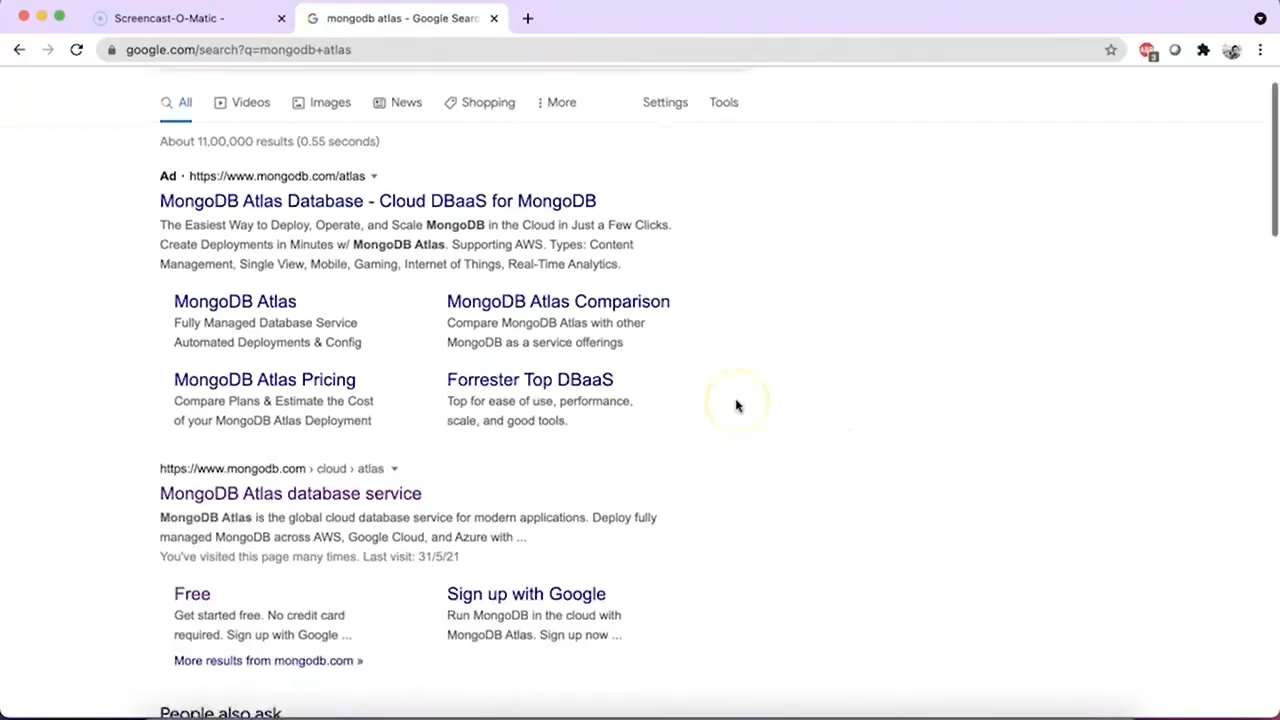 Screencast-O-Matic -
mongodb atlas - Google Searc
google.com/search?q=mongodb+atlas
All
Videos
Images
News
Shopping
More
Settings
Tools
About 11,00,000 results (0.55 seconds)
Ad · https://www.mongodb.com/atlas
MongoDB Atlas Database - Cloud DBaaS for MongoDB
The Easiest Way to Deploy, Operate, and Scale MongoDB in the Cloud in Just a Few Clicks.
Create Deployments in Minutes w/ MongoDB Atlas. Supporting AWS. Types: Content
Management, Single View, Mobile, Gaming, Internet of Things, Real-Time Analytics.
MongoDB Atlas
Fully Managed Database Service
Automated Deployments & Config
MongoDB Atlas Comparison
Compare MongoDB Atlas with other
MongoDB as a service offerings
MongoDB Atlas Pricing
Compare Plans & Estimate the Cost
of your MongoDB Atlas Deployment
Forrester Top DBaaS
Top for ease of use, performance,
scale, and good tools.
https://www.mongodb.com › cloud › atlas
MongoDB Atlas database service
MongoDB Atlas is the global cloud database service for modern applications. Deploy fully
managed MongoDB across AWS, Google Cloud, and Azure with ...
You've visited this page many times. Last visit: 31/5/21
Free
Get started free. No credit card
required. Sign up with Google ...
Sign up with Google
Run MongoDB in the cloud with
MongoDB Atlas. Sign up now ...
More results from mongodb.com »
People also ask